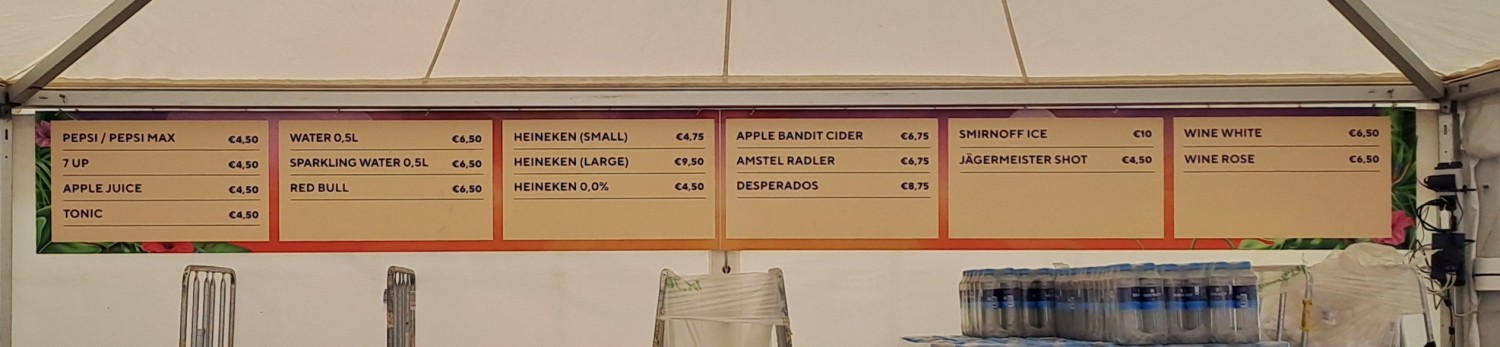 PEPSI / PEPSI MAX €4,50
7 UP €4,50
APPLE JUICE €4,50
TONIC €4,50
WATER 0,5L €6,50
SPARKLING WATER 0,5L €6,50
RED BULL €6,50
HEINEKEN (SMALL) €4,75
HEINEKEN (LARGE) €9,50
HEINEKEN 0,0% €4,50
APPLE BANDIT CIDER €6,75
AMSTEL RADLER €6,75
DESPERADOS €8,75
SMIRNOFF ICE €10
JÄGERMEISTER SHOT €4,50
WINE WHITE €6,50
WINE ROSE €6,50